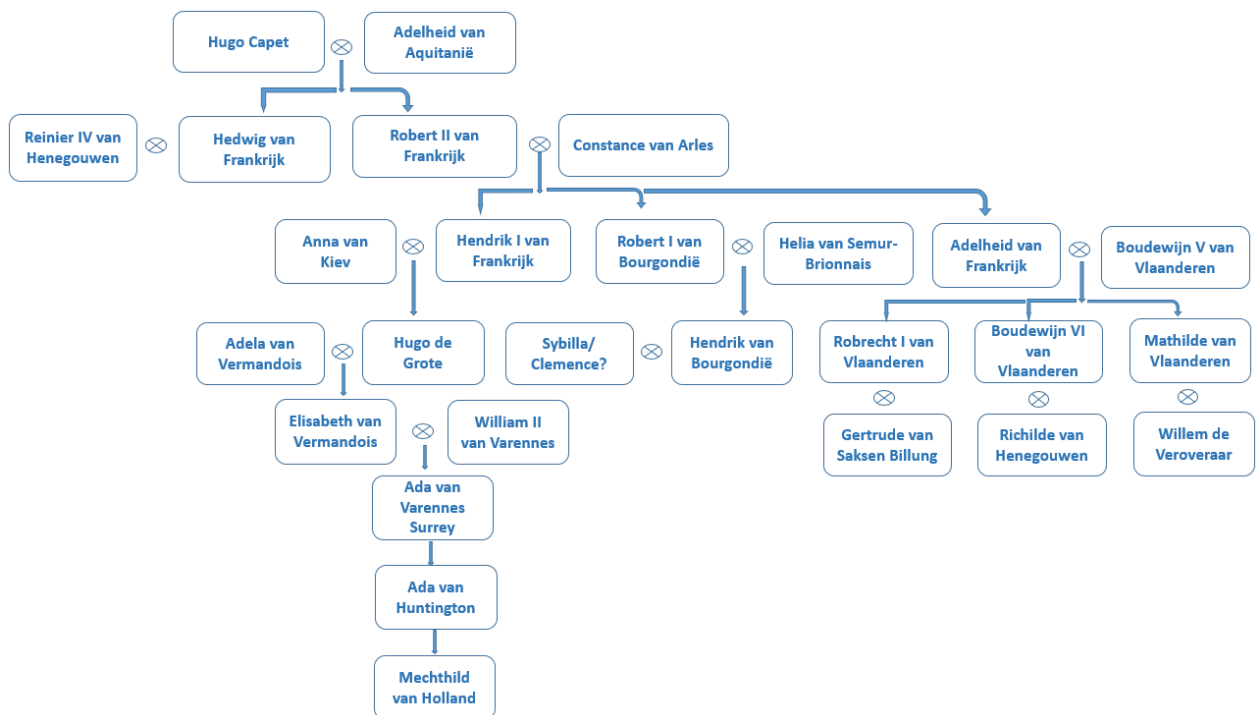 Hugo Capet
Adelheid van
Aquitanië
Reinier IV van
Henegouwen
Hedwig van
Frankrijk
Robert II van
Frankrijk
Constance van Arles
Anna van
Kiev
Hendrik I van
Frankrijk
Robert I van
Bourgondië
Helia van Semur-
Brionnais
Adelheid van
Frankrijk
Boudewijn V van
Vlaanderen
Adela van
Vermandois
Hugo de
Grote
Sybilla/
Clemence?
Hendrik van
Bourgondië
Robrecht I van
Vlaanderen
Boudewijn VI
van
Vlaanderen
Mathilde van
Vlaanderen
Elisabeth van
Vermandois
William II
van Varennes
Gertrude van
Saksen Billung
Richilde van
Henegouwen
Willem de
Veroveraar
Ada van
Varennes
Surrey
Ada van
Huntington
Mechthild
van Holland